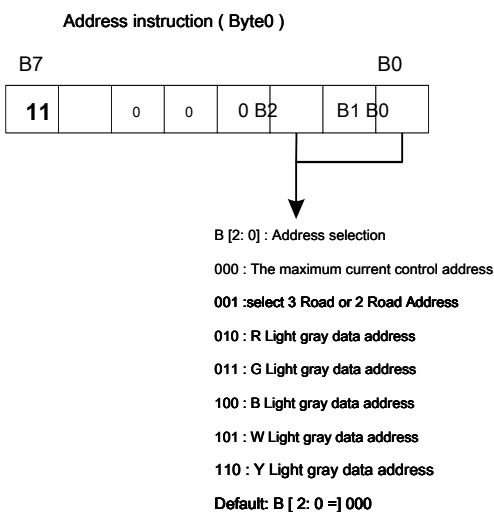 Address instruction ( Byte0 )
B7 B0
11 0 0 0 B2 B1 B0
B [2: 0] : Address selection
000 : The maximum current control address
001 :select 3 Road or 2 Road Address
010 : R Light gray data address
011 : G Light gray data address
100 : B Light gray data address
101 : W Light gray data address
110 : Y Light gray data address
Default: B [ 2: 0 =] 000